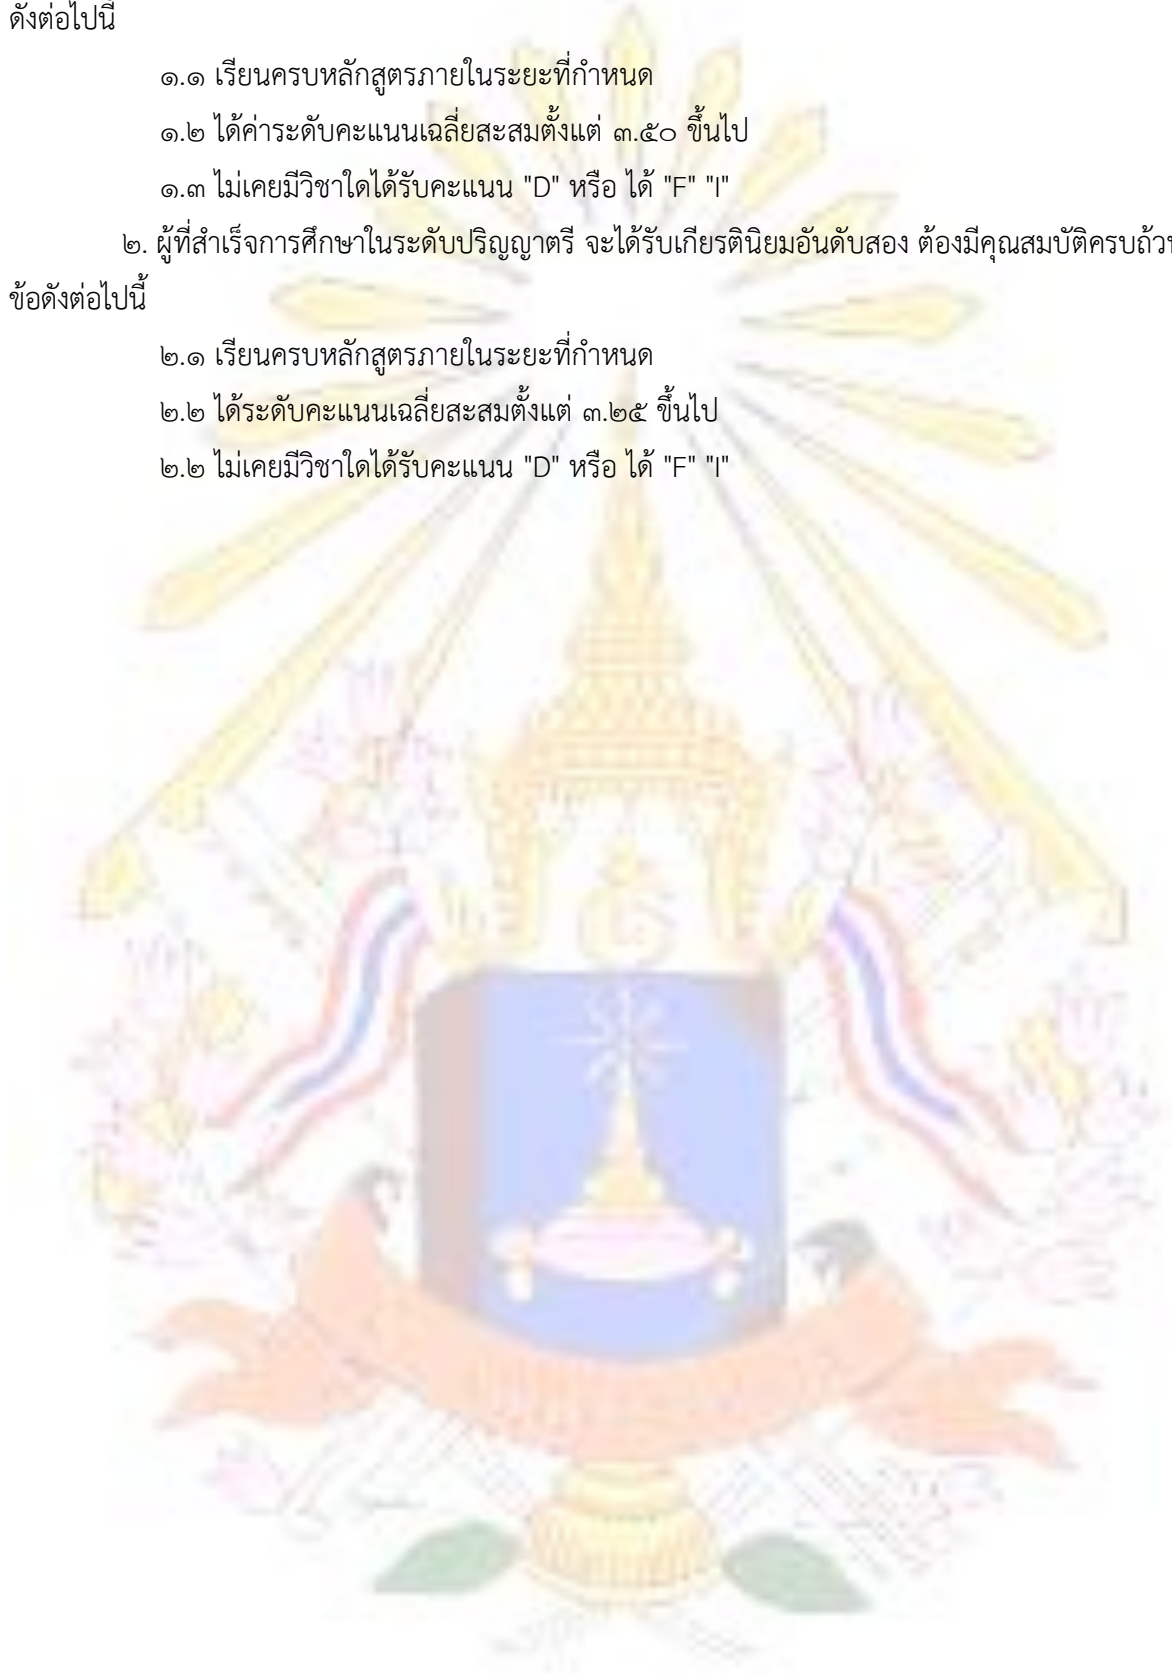 ดังต่อไปนี้
๑.๑ เรียนครบหลักสูตรภายในระยะที่กำหนด
๑.๒ ได้ค่าระดับคะแนนเฉลี่ยสะสมตั้งแต่ ๓.๕๐ ขึ้นไป
๑.๓ ไม่เคยมีวิชาใดได้รับคะแนน "D" หรือ ได้ "F" "I"
๒. ผู้ที่สำเร็จการศึกษาในระดับปริญญาตรี จะได้รับเกียรตินิยมอันดับสอง ต้องมีคุณสมบัติครบถ้วน
ข้อดังต่อไปนี้
๒.๑ เรียนครบหลักสูตรภายในระยะที่กำหนด
๒.๒ ได้ระดับคะแนนเฉลี่ยสะสมตั้งแต่ ๓.๒๕ ขึ้นไป
๒.๒ ไม่เคยมีวิชาใดได้รับคะแนน "D" หรือ ได้ "F" "I"